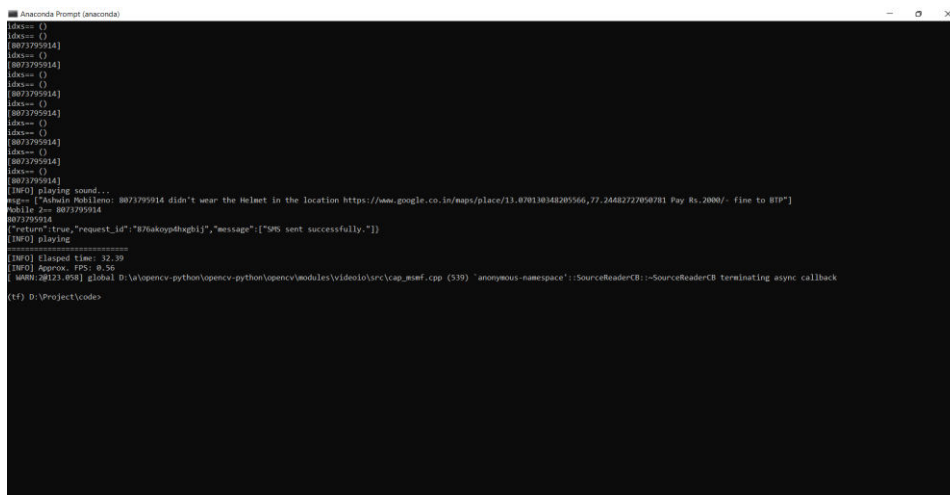 Anaconda Prompt (anaconda)
idxs== ()
idxs== ()
[8073795914]
idxs== ()
[8073795914]
idxs== ()
idxs== ()
[8073795914]
idxs== ()
[8073795914]
idxs== ()
idxs== ()
[8073795914]
idxs== ()
[8073795914]
idxs== ()
[8073795914]
[INFO] playing sound...
msg== ["Ashwin Mobileno: 8073795914 didn't wear the Helmet in the location https://www.google.co.in/maps/place/13.070130348205566,77.24482727050781 Pay Rs.2000/- fine to BTP"]
Mobile 2== 8073795914
8073795914
{"return":true,"request_id":"876akoyp4hxgbij","message":["SMS sent successfully."]}
[INFO] playing
===========================
[INFO] Elasped time: 32.39
[INFO] Approx. FPS: 0.56
[ WARN:2@123.058] global D:\a\opencv-python\opencv-python\opencv\modules\videoio\src\cap_msmf.cpp (539) `anonymous-namespace'::SourceReaderCB::~SourceReaderCB terminating async callback
(tf) D:\Project\code>